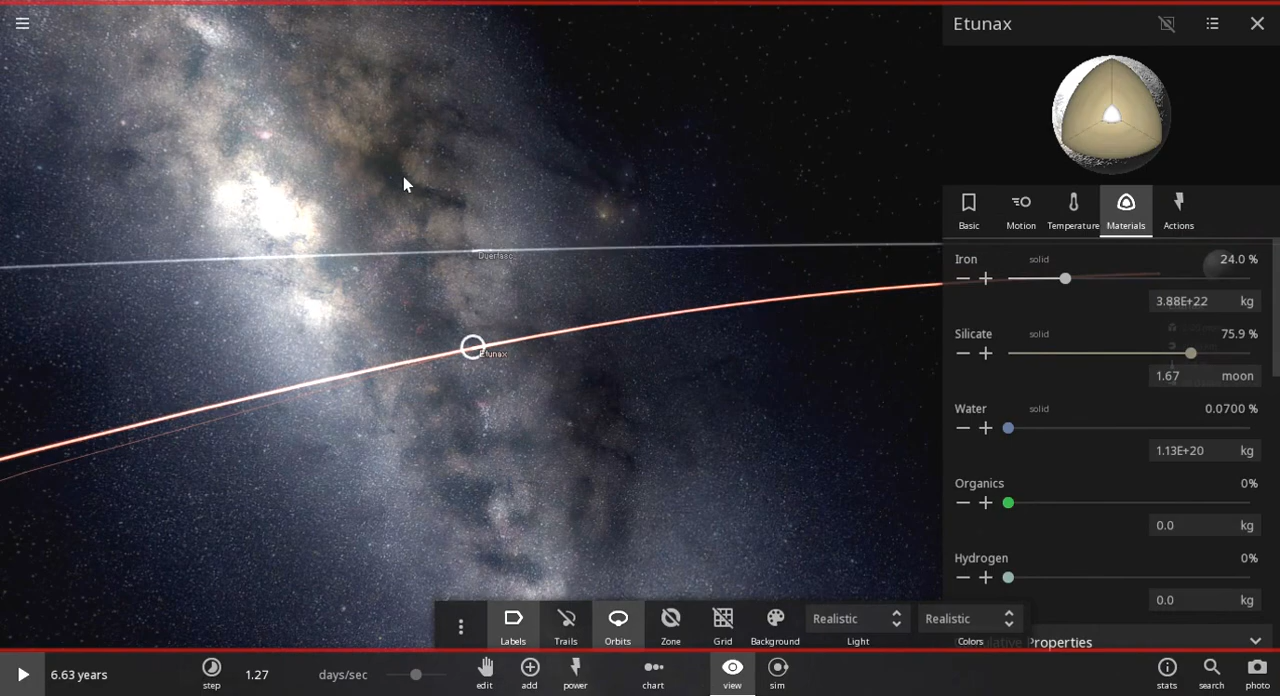 Etunax
Basic
Motion
Temperature
Materials
Actions
Iron
solid
24.0 %
3.88E+22 kg
Silicate
solid
75.9 %
1.67 moon
Water
solid
0.0700 %
1.13E+20 kg
Organics
0%
0.0 kg
Hydrogen
0%
0.0 kg
Properties
Etunax
Labels
Trails
Orbits
Zone
Grid
Background
Realistic
Light
Realistic
Colors
6.63 years
step
1.27 days/sec
edit
add
power
chart
view
sim
stats
search
photo